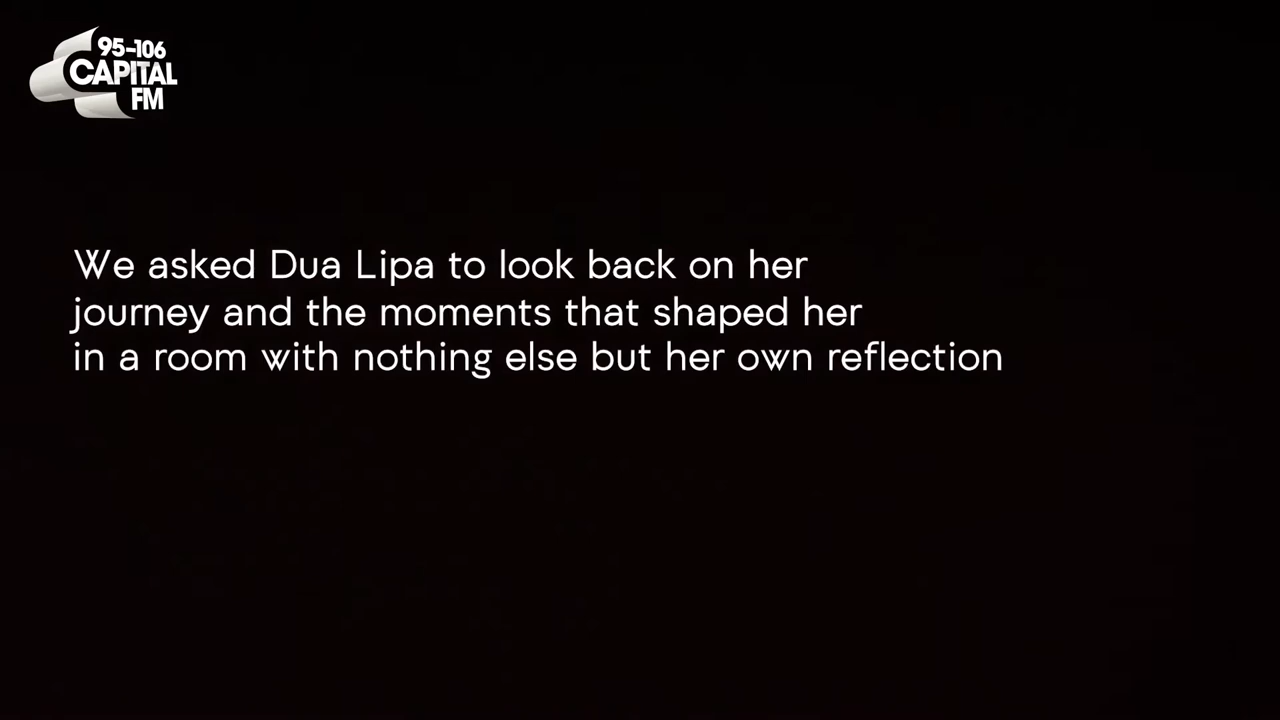 95-106
CAPITAL
FM
We asked Dua Lipa to look back on her
journey and the moments that shaped her
in a room with nothing else but her own reflection